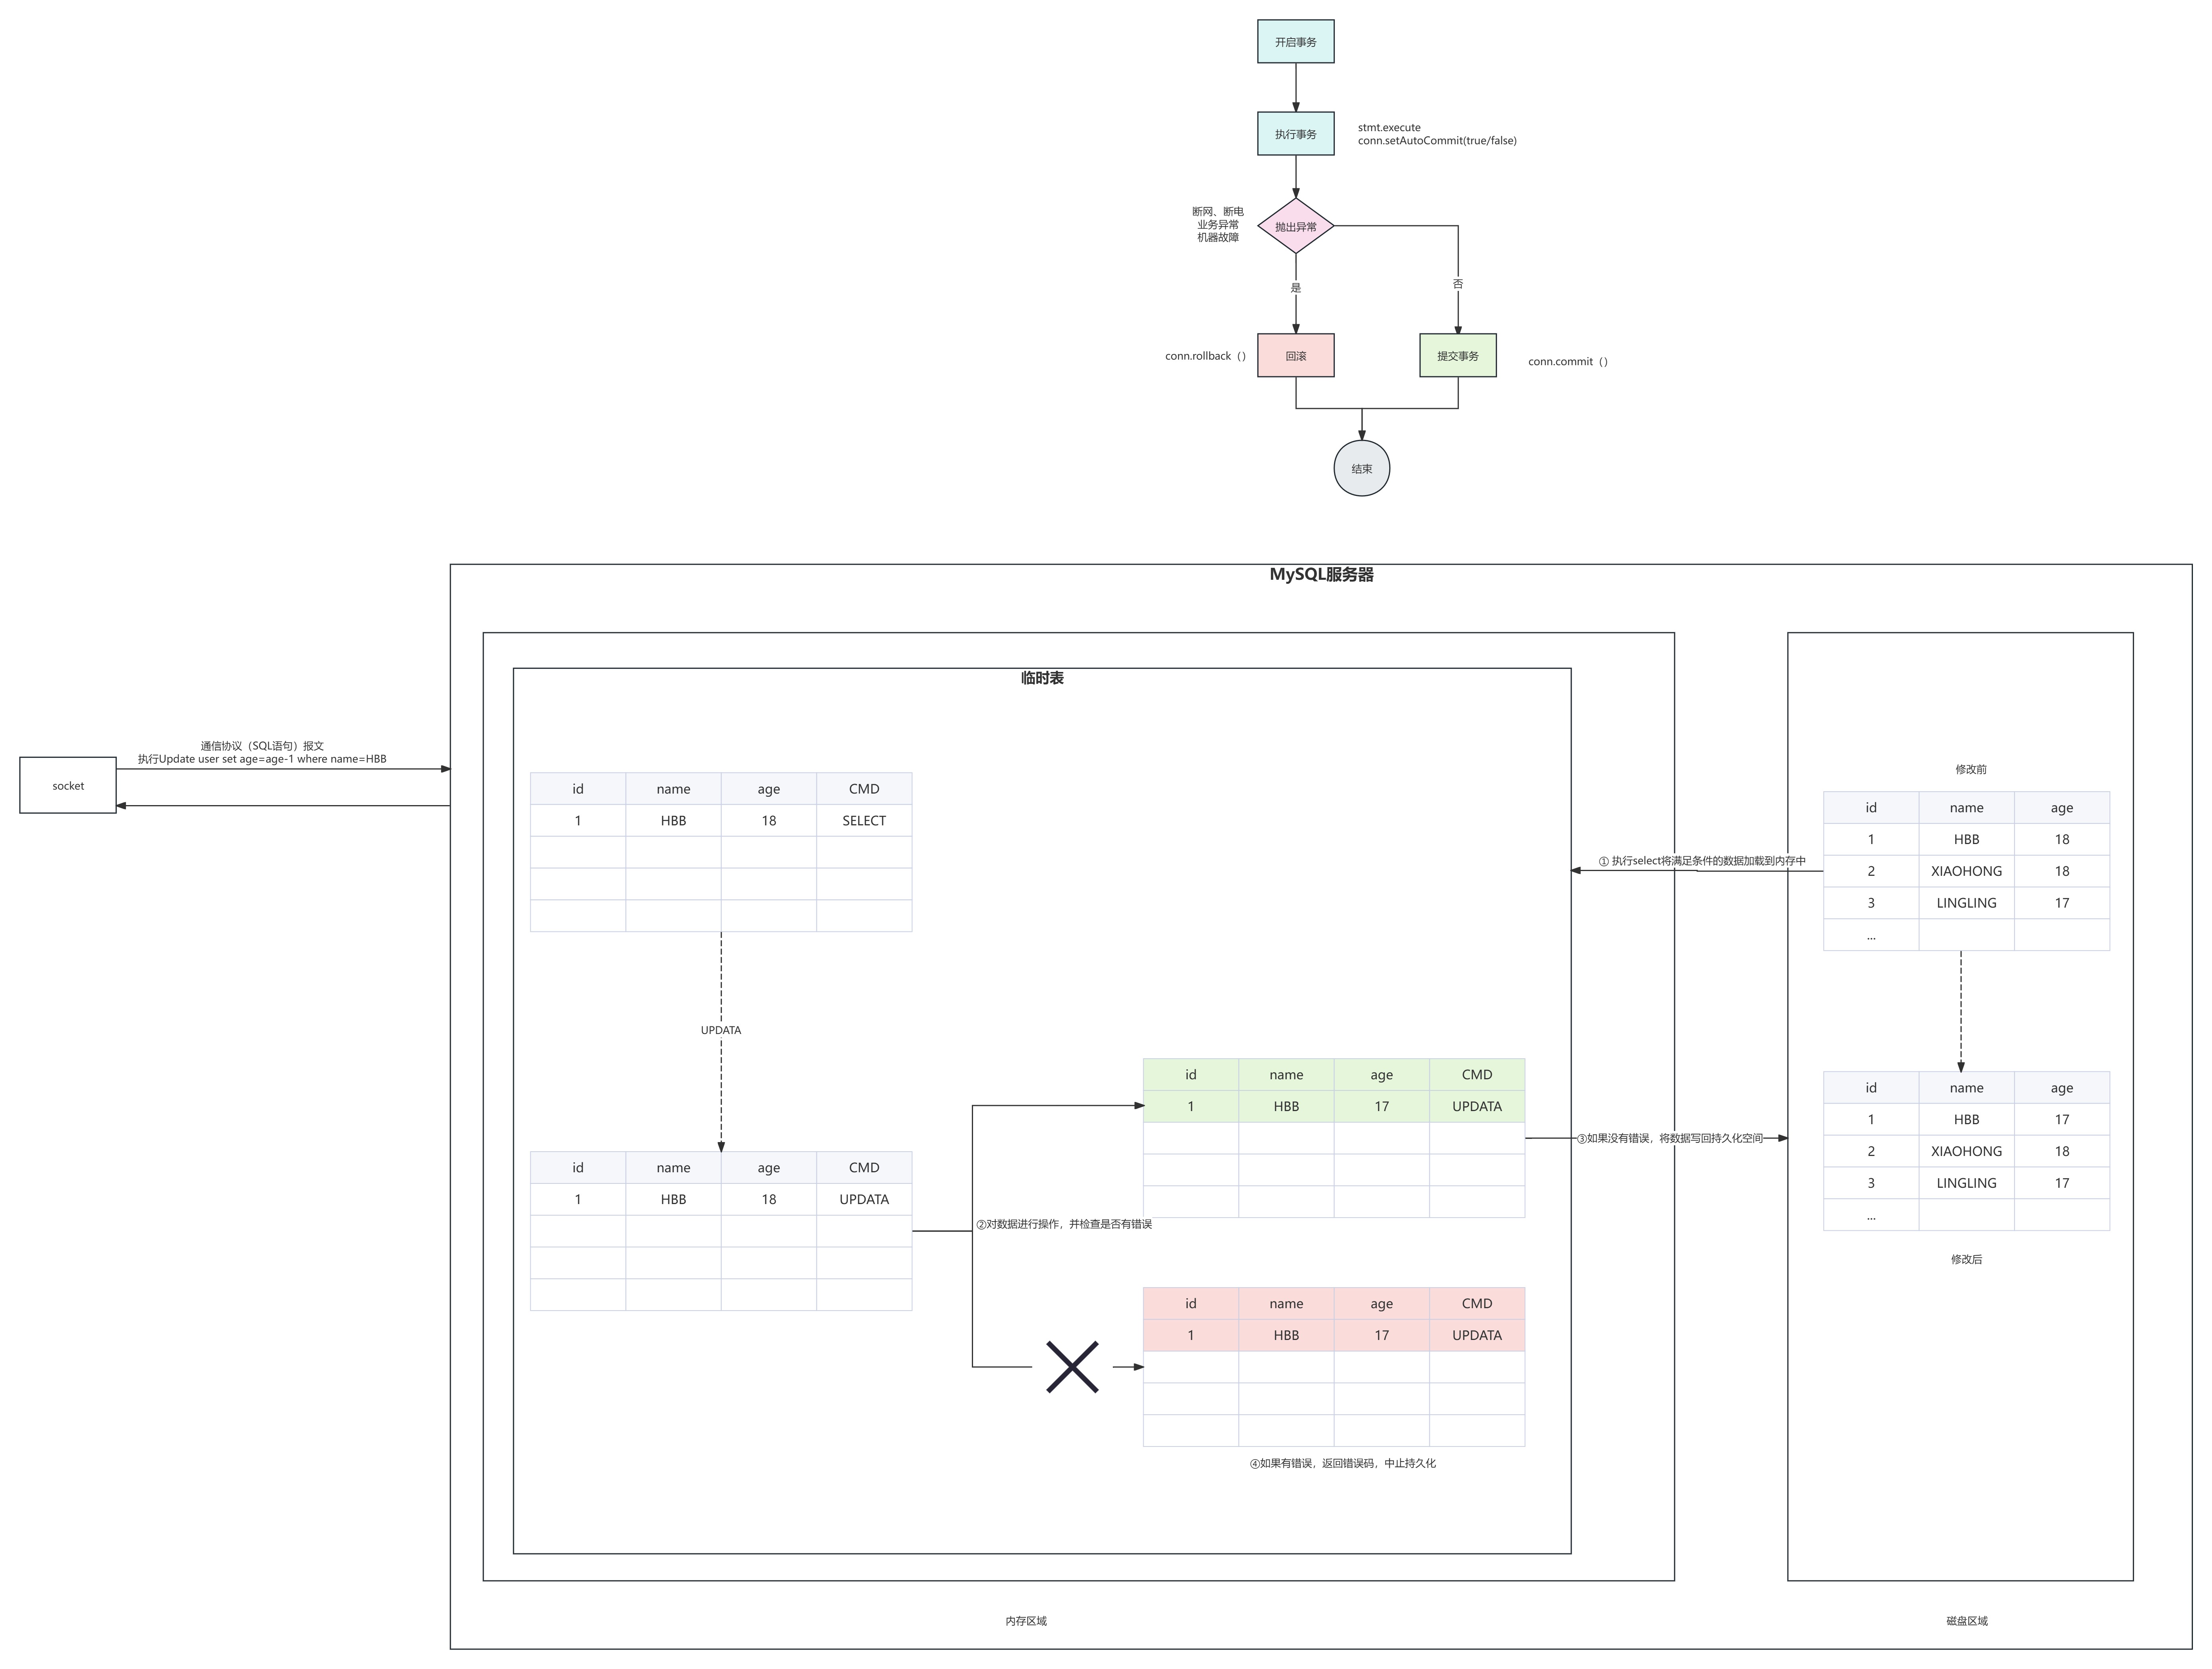 开启事务
执行事务
stmt.execute
conn.setAutoCommit(true/false)
断网、断电
业务异常
机器故障
抛出异常
是
否
conn.rollback（）
回滚
提交事务
conn.commit（）
结束
MySQL服务器
临时表
通信协议（SQL语句）报文
执行Update user set age=age-1 where name=HBB
socket
id name age CMD
1 HBB 18 SELECT
UPDATA
id name age CMD
1 HBB 18 UPDATA
②对数据进行操作，并检查是否有错误
id name age CMD
1 HBB 17 UPDATA
id name age CMD
1 HBB 17 UPDATA
④如果有错误，返回错误码，中止持久化
① 执行select将满足条件的数据加载到内存中
③如果没有错误，将数据写回持久化空间
修改前
id name age
1 HBB 18
2 XIAOHONG 18
3 LINGLING 17
...
id name age
1 HBB 17
2 XIAOHONG 18
3 LINGLING 17
...
修改后
内存区域
磁盘区域